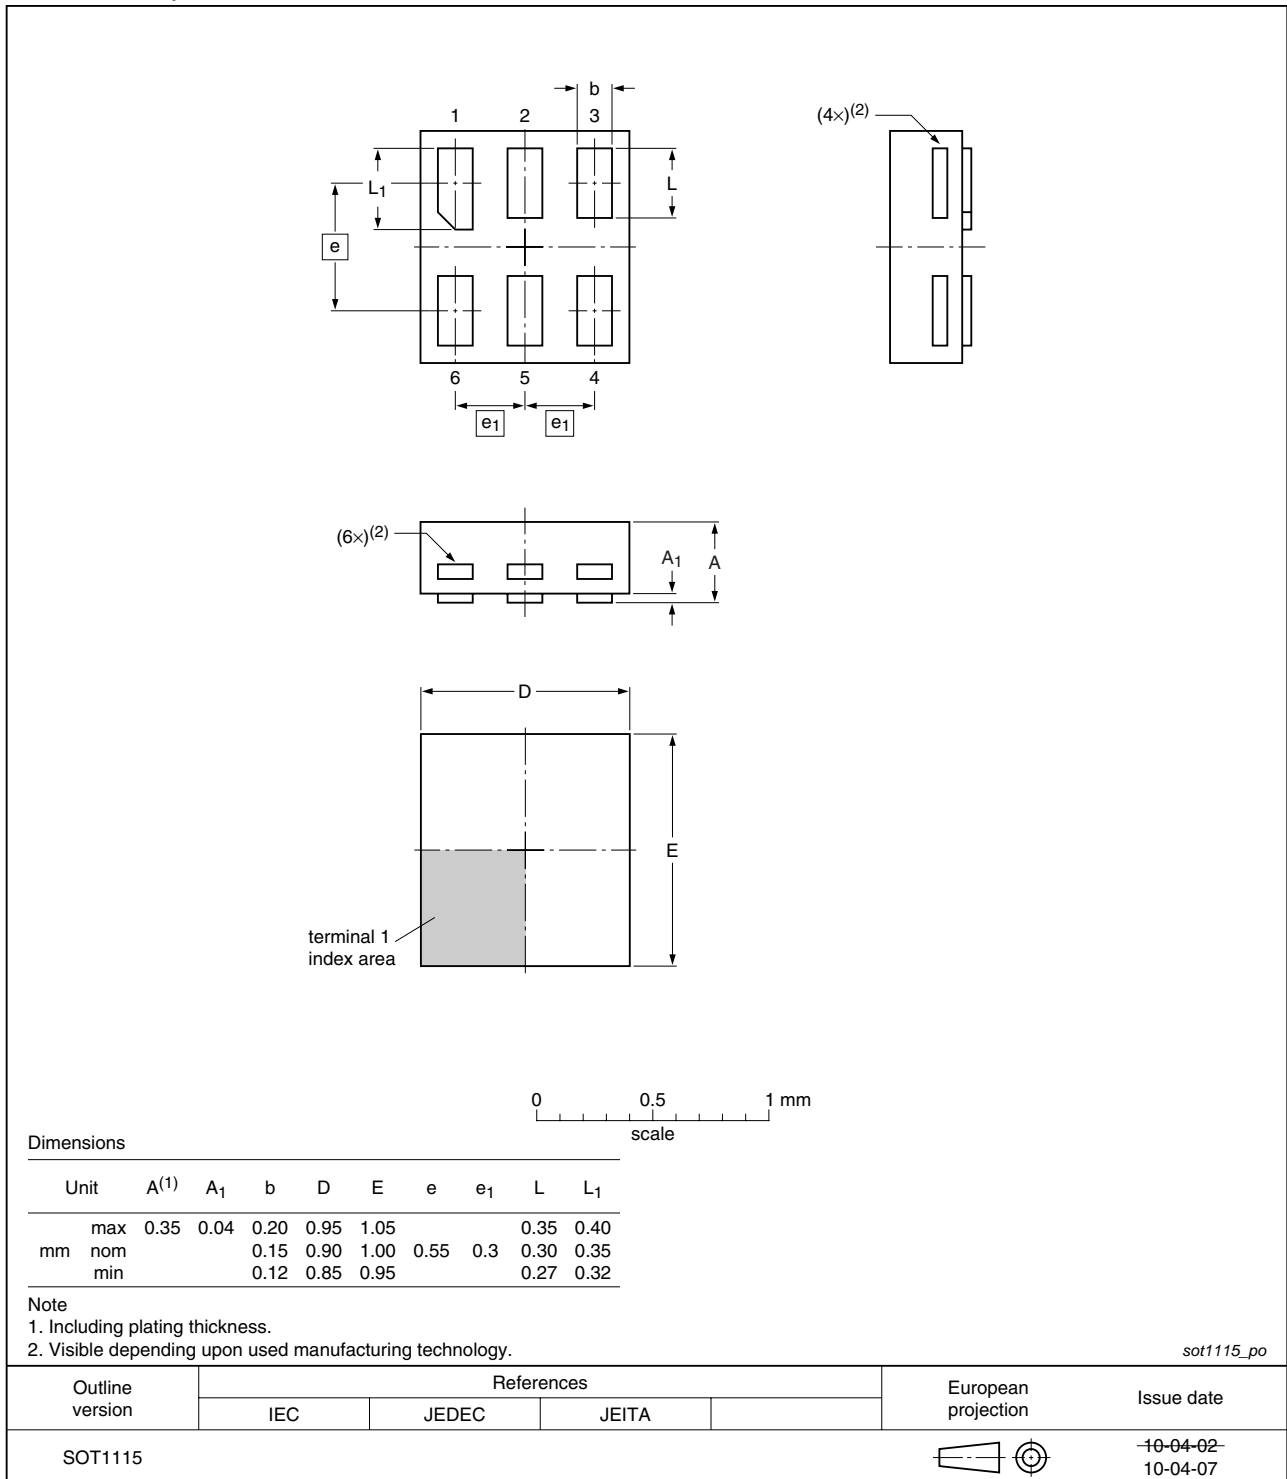 b
1 2 3
(4×)(2)
L1
L
e
6 5 4
e1 e1
(6×)(2)
A1 A
D
E
terminal 1
index area
0 0.5 1 mm
scale
Dimensions
Unit A(1) A1 b D E e e1 L L1
max 0.35 0.04 0.20 0.95 1.05 0.35 0.40
mm nom 0.15 0.90 1.00 0.55 0.3 0.30 0.35
min 0.12 0.85 0.95 0.27 0.32
Note
1. Including plating thickness.
2. Visible depending upon used manufacturing technology.
sot1115_po
Outline
version
References
IEC JEDEC JEITA
European
projection
Issue date
SOT1115
10-04-02
10-04-07